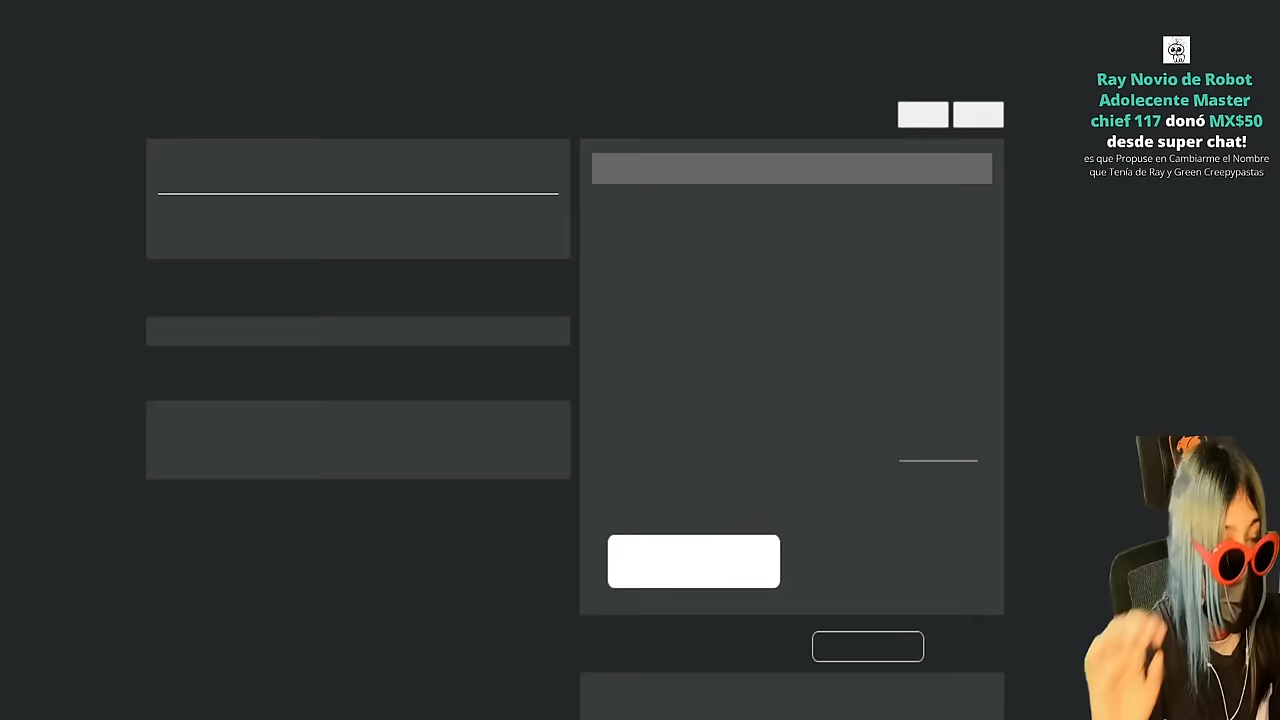 Ray Novio de Robot
Adolecente Master
chief 117 donó MX$50
desde super chat!
es que Propuse en Cambiarme el Nombre
que Tenía de Ray y Green Creepypastas